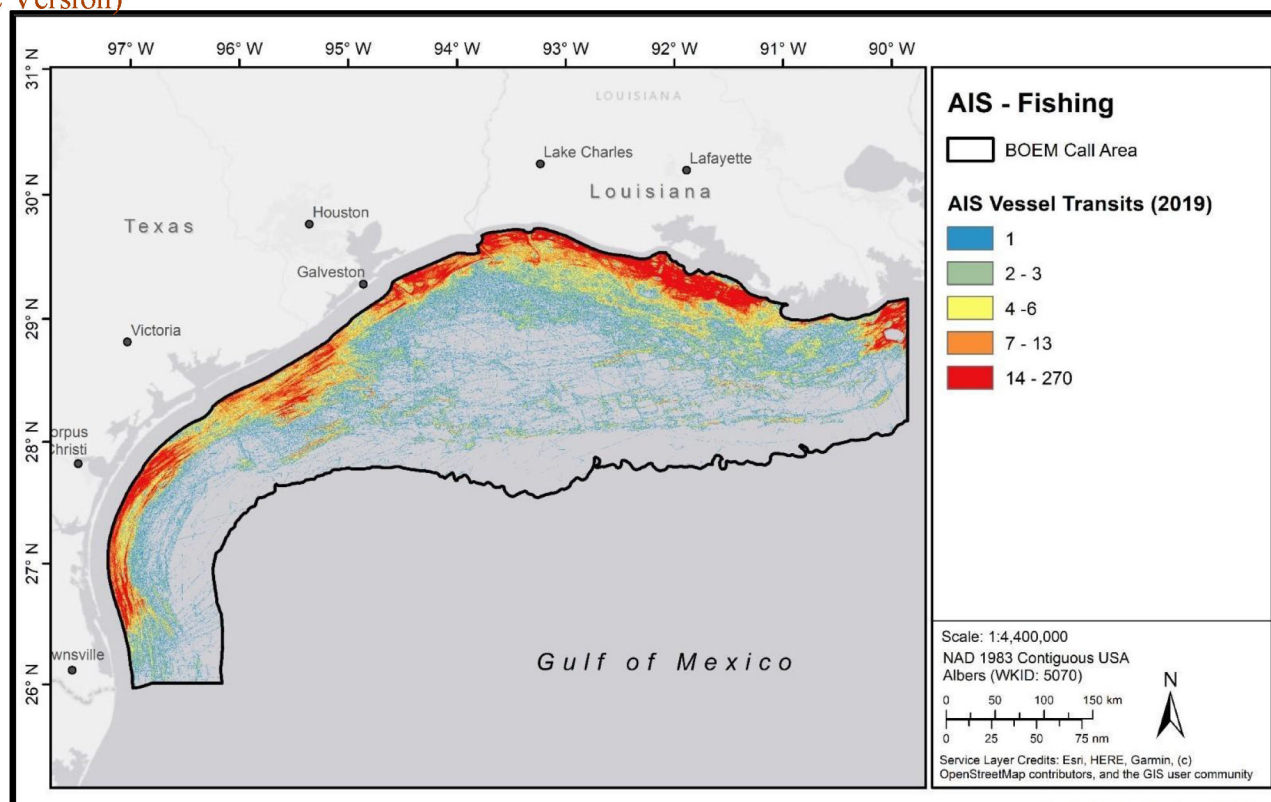 Version)
97° W 96° W 95° W 94° W 93° W 92° W 91° W 90° W
31° N
30° N
29° N
28° N
27° N
26° N
LOUISIANA
Lake Charles
Lafayette
Louisiana
Texas
Houston
Galveston
Victoria
orpus
Christi
wnsville
Gulf of Mexico
AIS - Fishing
BOEM Call Area
AIS Vessel Transits (2019)
1
2 - 3
4 -6
7 - 13
14 - 270
Scale: 1:4,400,000
NAD 1983 Contiguous USA
Albers (WKID: 5070)
N
0 50 100 150 km
0 25 50 75 nm
Service Layer Credits: Esri, HERE, Garmin, (c)
OpenStreetMap contributors, and the GIS user community